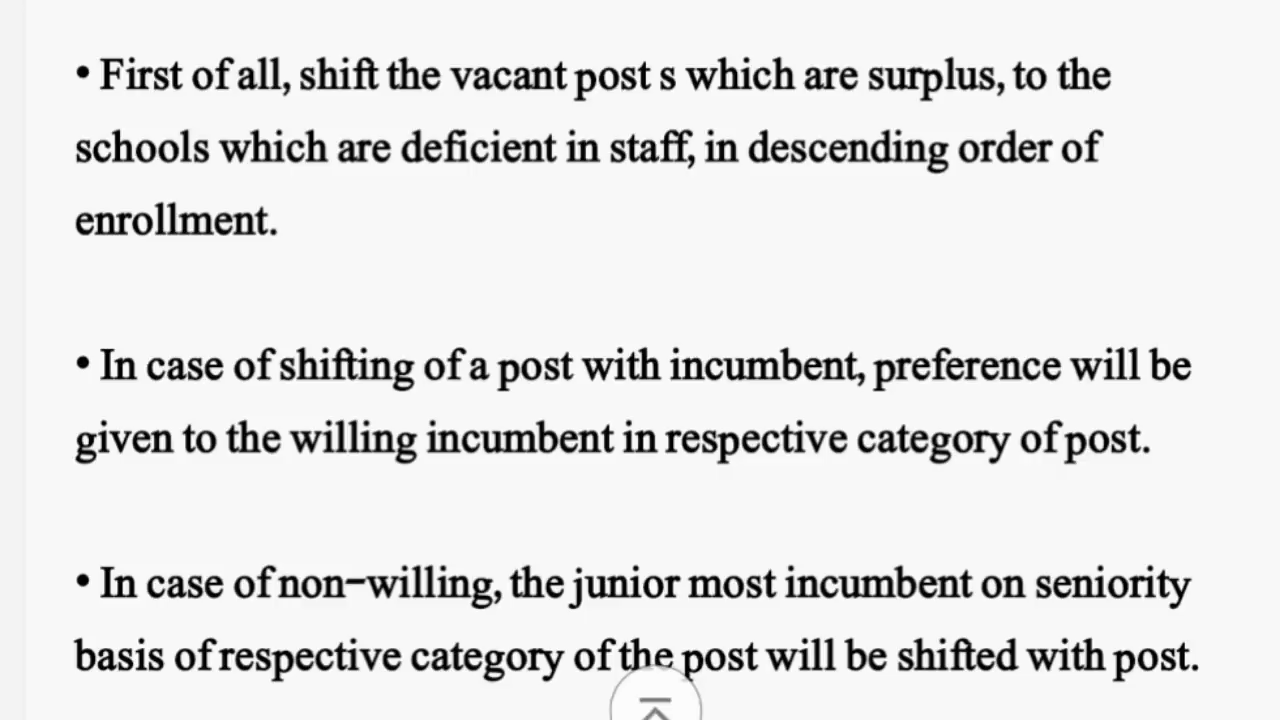 • First of all, shift the vacant post s which are surplus, to the
schools which are deficient in staff, in descending order of
enrollment.
• In case of shifting of a post with incumbent, preference will be
given to the willing incumbent in respective category of post.
• In case of non-willing, the junior most incumbent on seniority
basis of respective category of the post will be shifted with post.